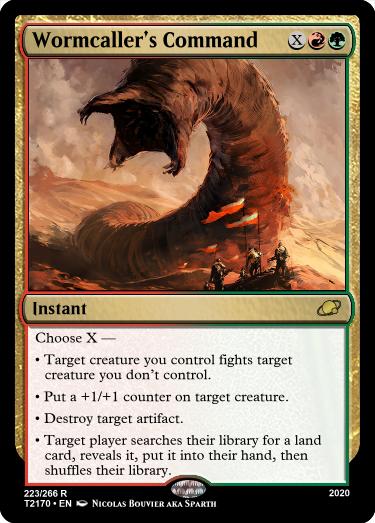 Wormcaller's Command X
Instant
Choose X —
• Target creature you control fights target
creature you don't control.
• Put a +1/+1 counter on target creature.
• Destroy target artifact.
• Target player searches their library for a land
card, reveals it, put it into their hand, then
shuffles their library.
223/266 R 2020
T2170 • EN Nicolas Bouvier aka Sparth